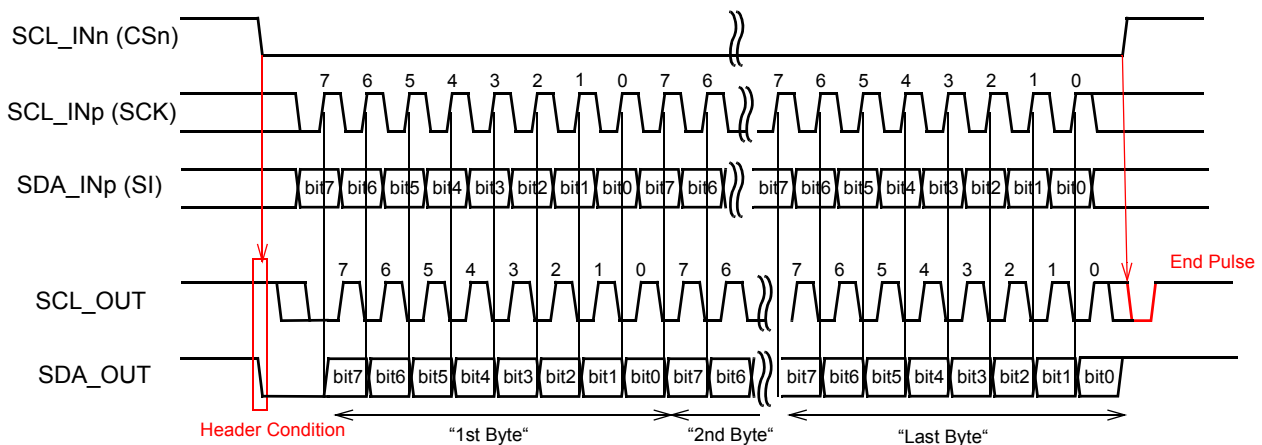 SCL_INn (CSn)
7 6 5 4 3 2 1 0 7 6 7 6 5 4 3 2 1 0
SCL_INp (SCK)
SDA_INp (SI)
bit7 bit6 bit5 bit4 bit3 bit2 bit1 bit0 bit7 bit6 bit7 bit6 bit5 bit4 bit3 bit2 bit1 bit0
7 6 5 4 3 2 1 0 7 6 7 6 5 4 3 2 1 0
End Pulse
SCL_OUT
SDA_OUT
bit7 bit6 bit5 bit4 bit3 bit2 bit1 bit0 bit7 bit6 bit7 bit6 bit5 bit4 bit3 bit2 bit1 bit0
Header Condition
“1st Byte“
“2nd Byte“
“Last Byte“